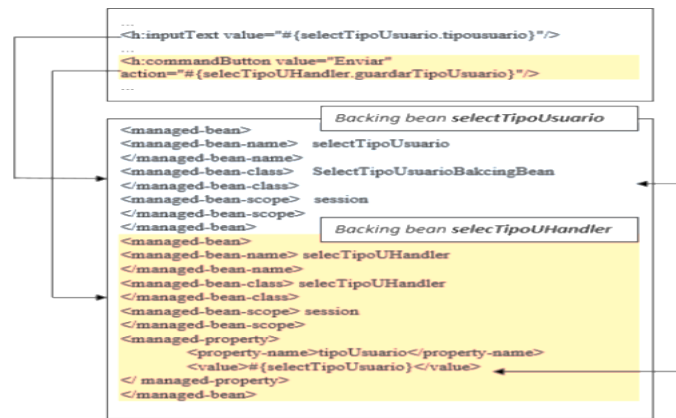 ...
<h:inputText value="#{selectTipoUsuario.tipousuario}"/>
...
<h:commandButton value="Enviar"
action="#{selecTipoUHandler.guardarTipoUsuario}"/>
...
Backing bean selectTipoUsuario
<managed-bean>
<managed-bean-name> selectTipoUsuario
</managed-bean-name>
<managed-bean-class> SelectTipoUsuarioBakcingBean
</managed-bean-class>
<managed-bean-scope> session
</managed-bean-scope>
</managed-bean>
Backing bean selecTipoUHandler
<managed-bean>
<managed-bean-name> selecTipoUHandler
</managed-bean-name>
<managed-bean-class> selecTipoUHandler
</managed-bean-class>
<managed-bean-scope> session
</managed-bean-scope>
<managed-property>
<property-name>tipoUsuario</property-name>
<value>#{selectTipoUsuario}</value>
</ managed-property>
</managed-bean>